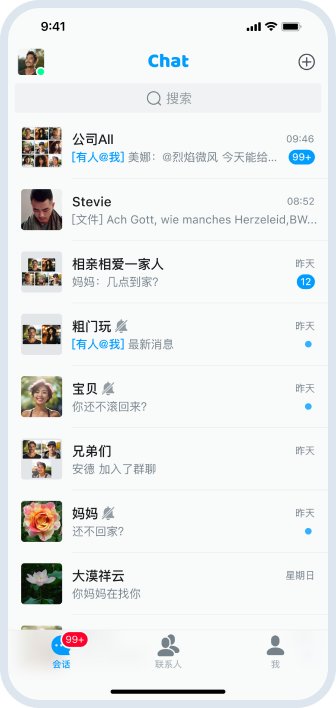 9:41
Chat
搜索
公司All 09:46
[有人@我] 美娜：@烈焰微风 今天能给... 99+
Stevie 08:52
[文件] Ach Gott, wie manches Herzeleid,BW...
相亲相爱一家人 昨天
妈妈：几点到家? 12
粗门玩 昨天
[有人@我] 最新消息
宝贝 昨天
你还不滚回来?
兄弟们 昨天
安德 加入了群聊
妈妈 昨天
还不回家?
大漠祥云 星期日
你妈妈在找你
99+
会话 联系人 我